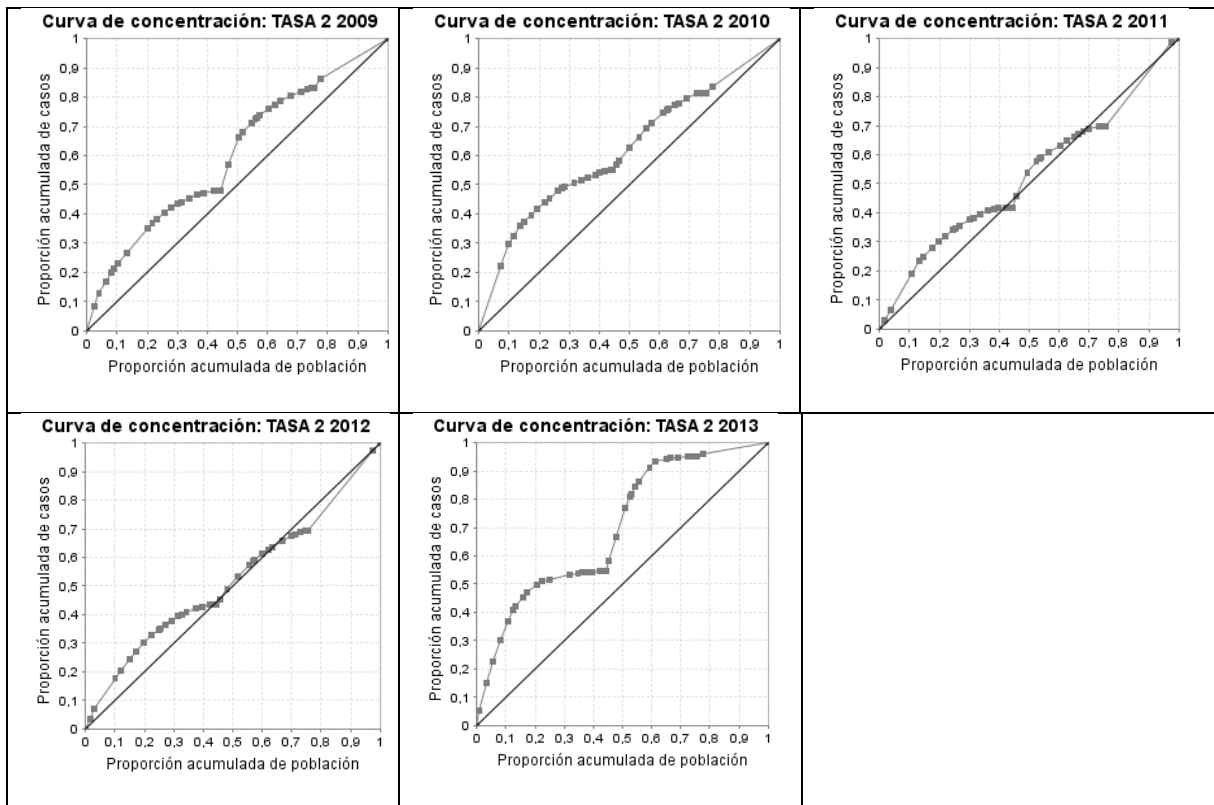 Curva de concentración: TASA 2 2009
Proporción acumulada de casos
1
0,9
0,8
0,7
0,6
0,5
0,4
0,3
0,2
0,1
0
0 0,1 0,2 0,3 0,4 0,5 0,6 0,7 0,8 0,9 1
Proporción acumulada de población
Curva de concentración: TASA 2 2010
Proporción acumulada de casos
1
0,9
0,8
0,7
0,6
0,5
0,4
0,3
0,2
0,1
0
0 0,1 0,2 0,3 0,4 0,5 0,6 0,7 0,8 0,9 1
Proporción acumulada de población
Curva de concentración: TASA 2 2011
Proporción acumulada de casos
1
0,9
0,8
0,7
0,6
0,5
0,4
0,3
0,2
0,1
0
0 0,1 0,2 0,3 0,4 0,5 0,6 0,7 0,8 0,9 1
Proporción acumulada de población
Curva de concentración: TASA 2 2012
Proporción acumulada de casos
1
0,9
0,8
0,7
0,6
0,5
0,4
0,3
0,2
0,1
0
0 0,1 0,2 0,3 0,4 0,5 0,6 0,7 0,8 0,9 1
Proporción acumulada de población
Curva de concentración: TASA 2 2013
Proporción acumulada de casos
1
0,9
0,8
0,7
0,6
0,5
0,4
0,3
0,2
0,1
0
0 0,1 0,2 0,3 0,4 0,5 0,6 0,7 0,8 0,9 1
Proporción acumulada de población